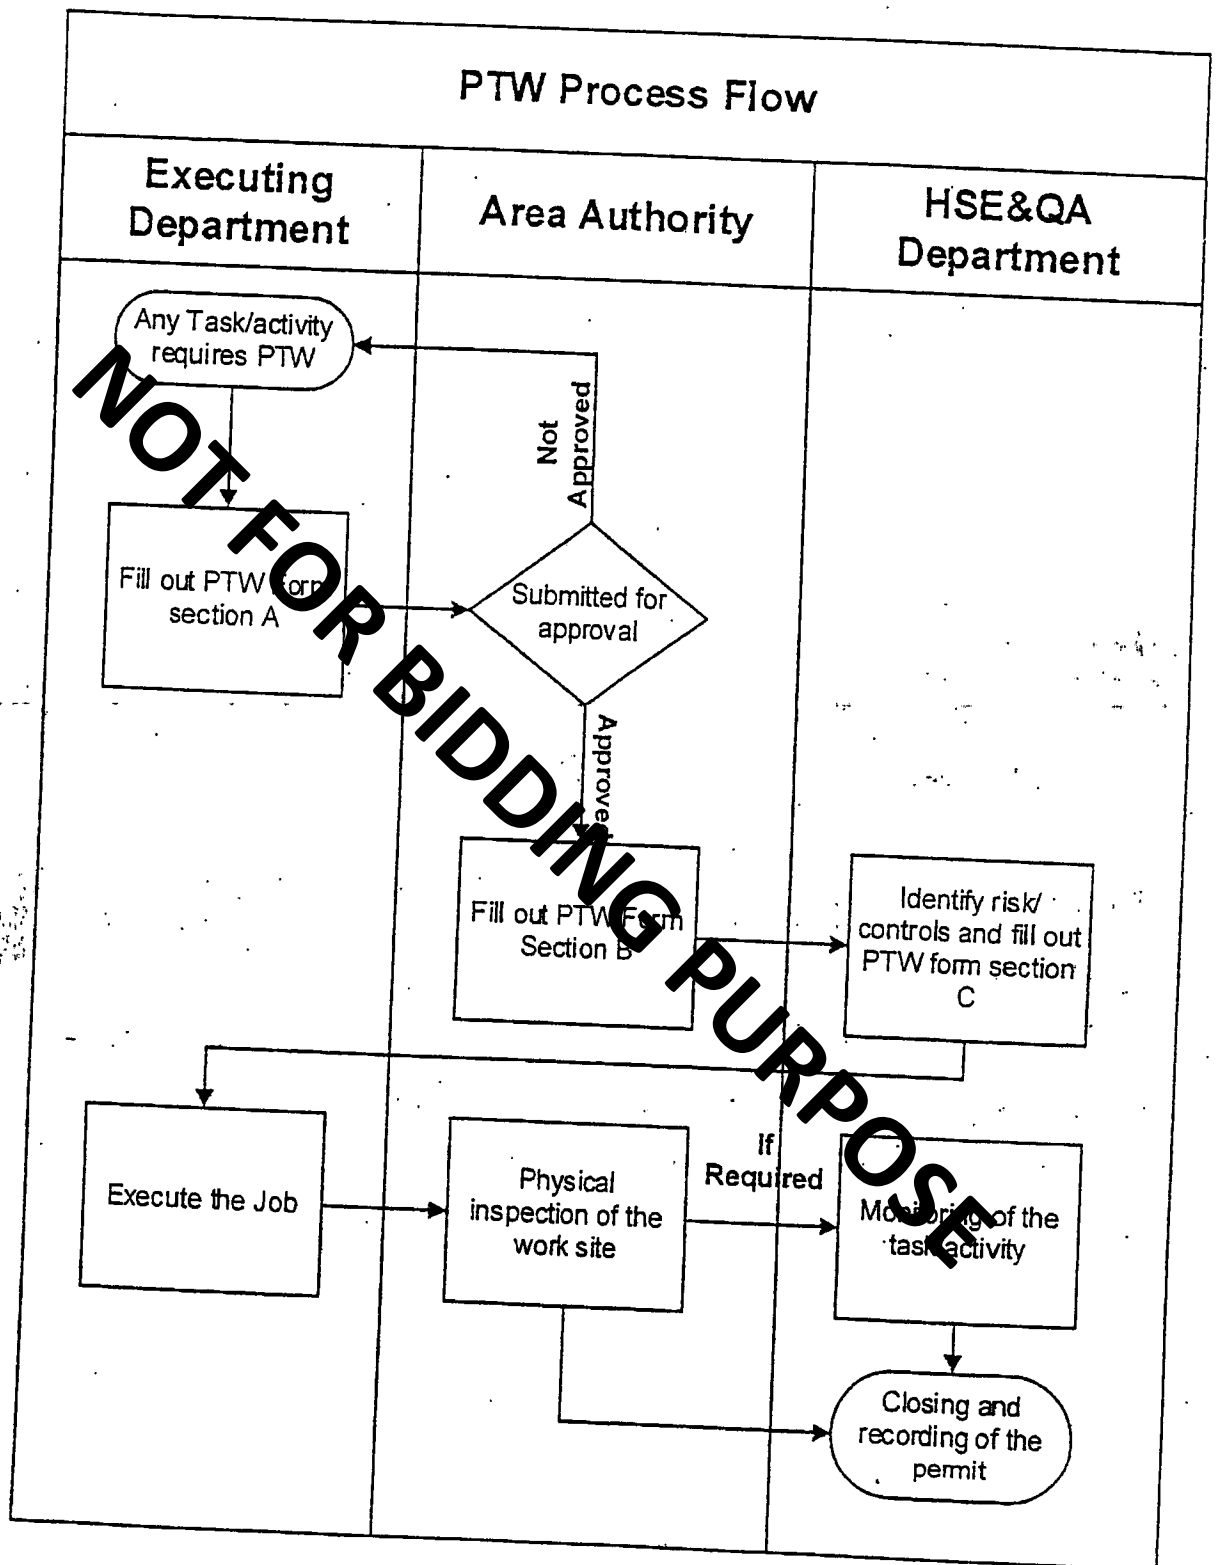 PTW Process Flow
Executing
Department
Area Authority
HSE&QA
Department
Any Task/activity
requires PTW
Not
Approved
Fill out PTW Form
section A
Submitted for
approval
Approved
Fill out PTW Form
Section B
Identify risk/
controls and fill out
PTW form section
C
Execute the Job
Physical
inspection of the
work site
If
Required
Monitoring of the
task/activity
Closing and
recording of the
permit
NOT FOR BIDDING PURPOSE